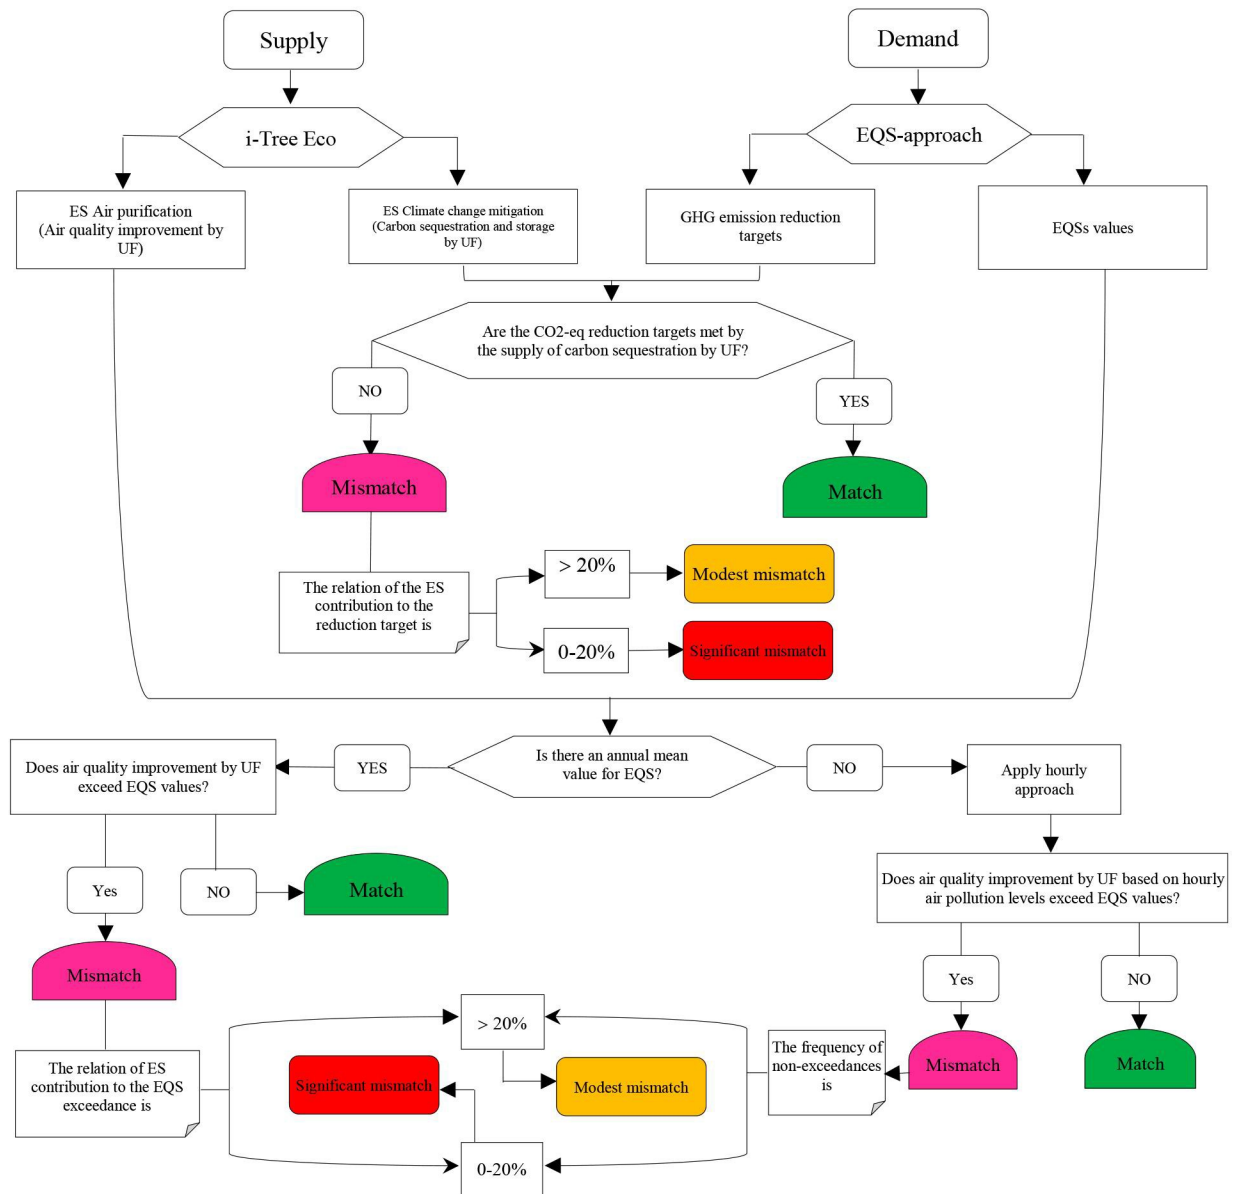 Supply
Demand
i-Tree Eco
EQS-approach
ES Air purification
(Air quality improvement by
UF)
ES Climate change mitigation
(Carbon sequestration and storage
by UF)
GHG emission reduction
targets
EQSs values
Are the CO2-eq reduction targets met by
the supply of carbon sequestration by UF?
NO
YES
Mismatch
Match
The relation of the ES
contribution to the
reduction target is
> 20%
Modest mismatch
0-20%
Significant mismatch
Is there an annual mean
value for EQS?
YES
NO
Does air quality improvement by UF
exceed EQS values?
Apply hourly
approach
Yes
NO
Match
Does air quality improvement by UF based on hourly
air pollution levels exceed EQS values?
Mismatch
Yes
NO
The relation of ES
contribution to the EQS
exceedance is
> 20%
Significant mismatch
Modest mismatch
0-20%
The frequency of
non-exceedances
is
Mismatch
Match